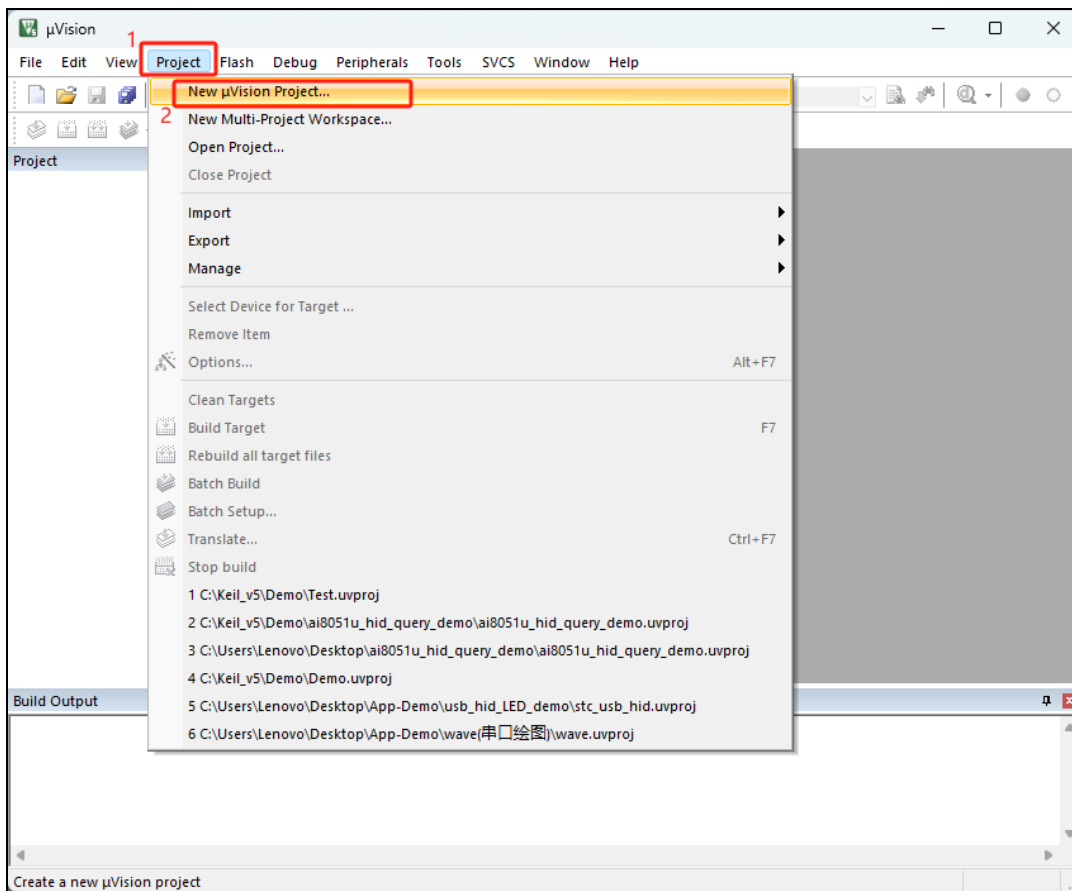 μVision
1
File Edit View Project Flash Debug Peripherals Tools SVCS Window Help
New μVision Project...
2
New Multi-Project Workspace...
Open Project...
Close Project
Project
Import
Export
Manage
Select Device for Target ...
Remove Item
Options... Alt+F7
Clean Targets
Build Target F7
Rebuild all target files
Batch Build
Batch Setup...
Translate... Ctrl+F7
Stop build
1 C:\Keil_v5\Demo\Test.uvproj
2 C:\Keil_v5\Demo\ai8051u_hid_query_demo\ai8051u_hid_query_demo.uvproj
3 C:\Users\Lenovo\Desktop\ai8051u_hid_query_demo\ai8051u_hid_query_demo.uvproj
4 C:\Keil_v5\Demo\Demo.uvproj
5 C:\Users\Lenovo\Desktop\App-Demo\usb_hid_LED_demo\stc_usb_hid.uvproj
6 C:\Users\Lenovo\Desktop\App-Demo\wave(串口绘图)\wave.uvproj
Build Output
Create a new μVision project